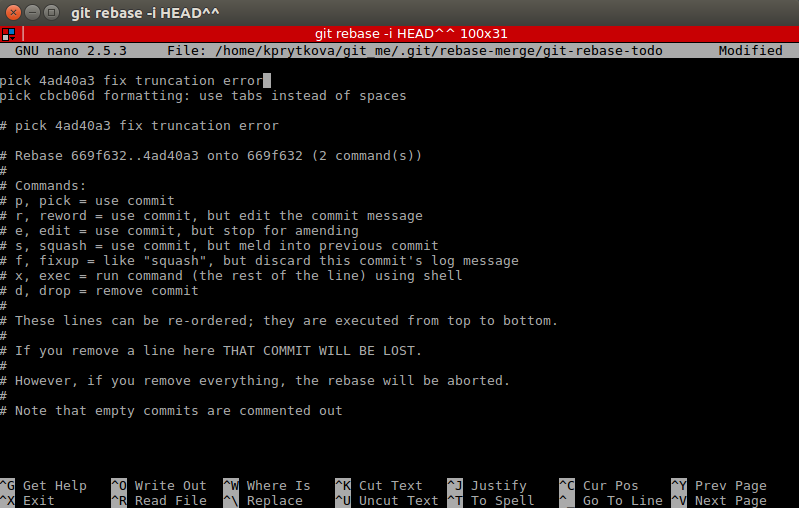 git rebase -i HEAD^^
git rebase -i HEAD^^ 100x31
GNU nano 2.5.3 File: /home/kprytkova/git_me/.git/rebase-merge/git-rebase-todo Modified
pick 4ad40a3 fix truncation error
pick cbcb06d formatting: use tabs instead of spaces
# pick 4ad40a3 fix truncation error
# Rebase 669f632..4ad40a3 onto 669f632 (2 command(s))
#
# Commands:
# p, pick = use commit
# r, reword = use commit, but edit the commit message
# e, edit = use commit, but stop for amending
# s, squash = use commit, but meld into previous commit
# f, fixup = like "squash", but discard this commit's log message
# x, exec = run command (the rest of the line) using shell
# d, drop = remove commit
#
# These lines can be re-ordered; they are executed from top to bottom.
#
# If you remove a line here THAT COMMIT WILL BE LOST.
#
# However, if you remove everything, the rebase will be aborted.
#
# Note that empty commits are commented out
^G Get Help ^O Write Out ^W Where Is ^K Cut Text ^J Justify ^C Cur Pos ^Y Prev Page
^X Exit ^R Read File ^\ Replace ^U Uncut Text ^T To Spell ^_ Go To Line ^V Next Page